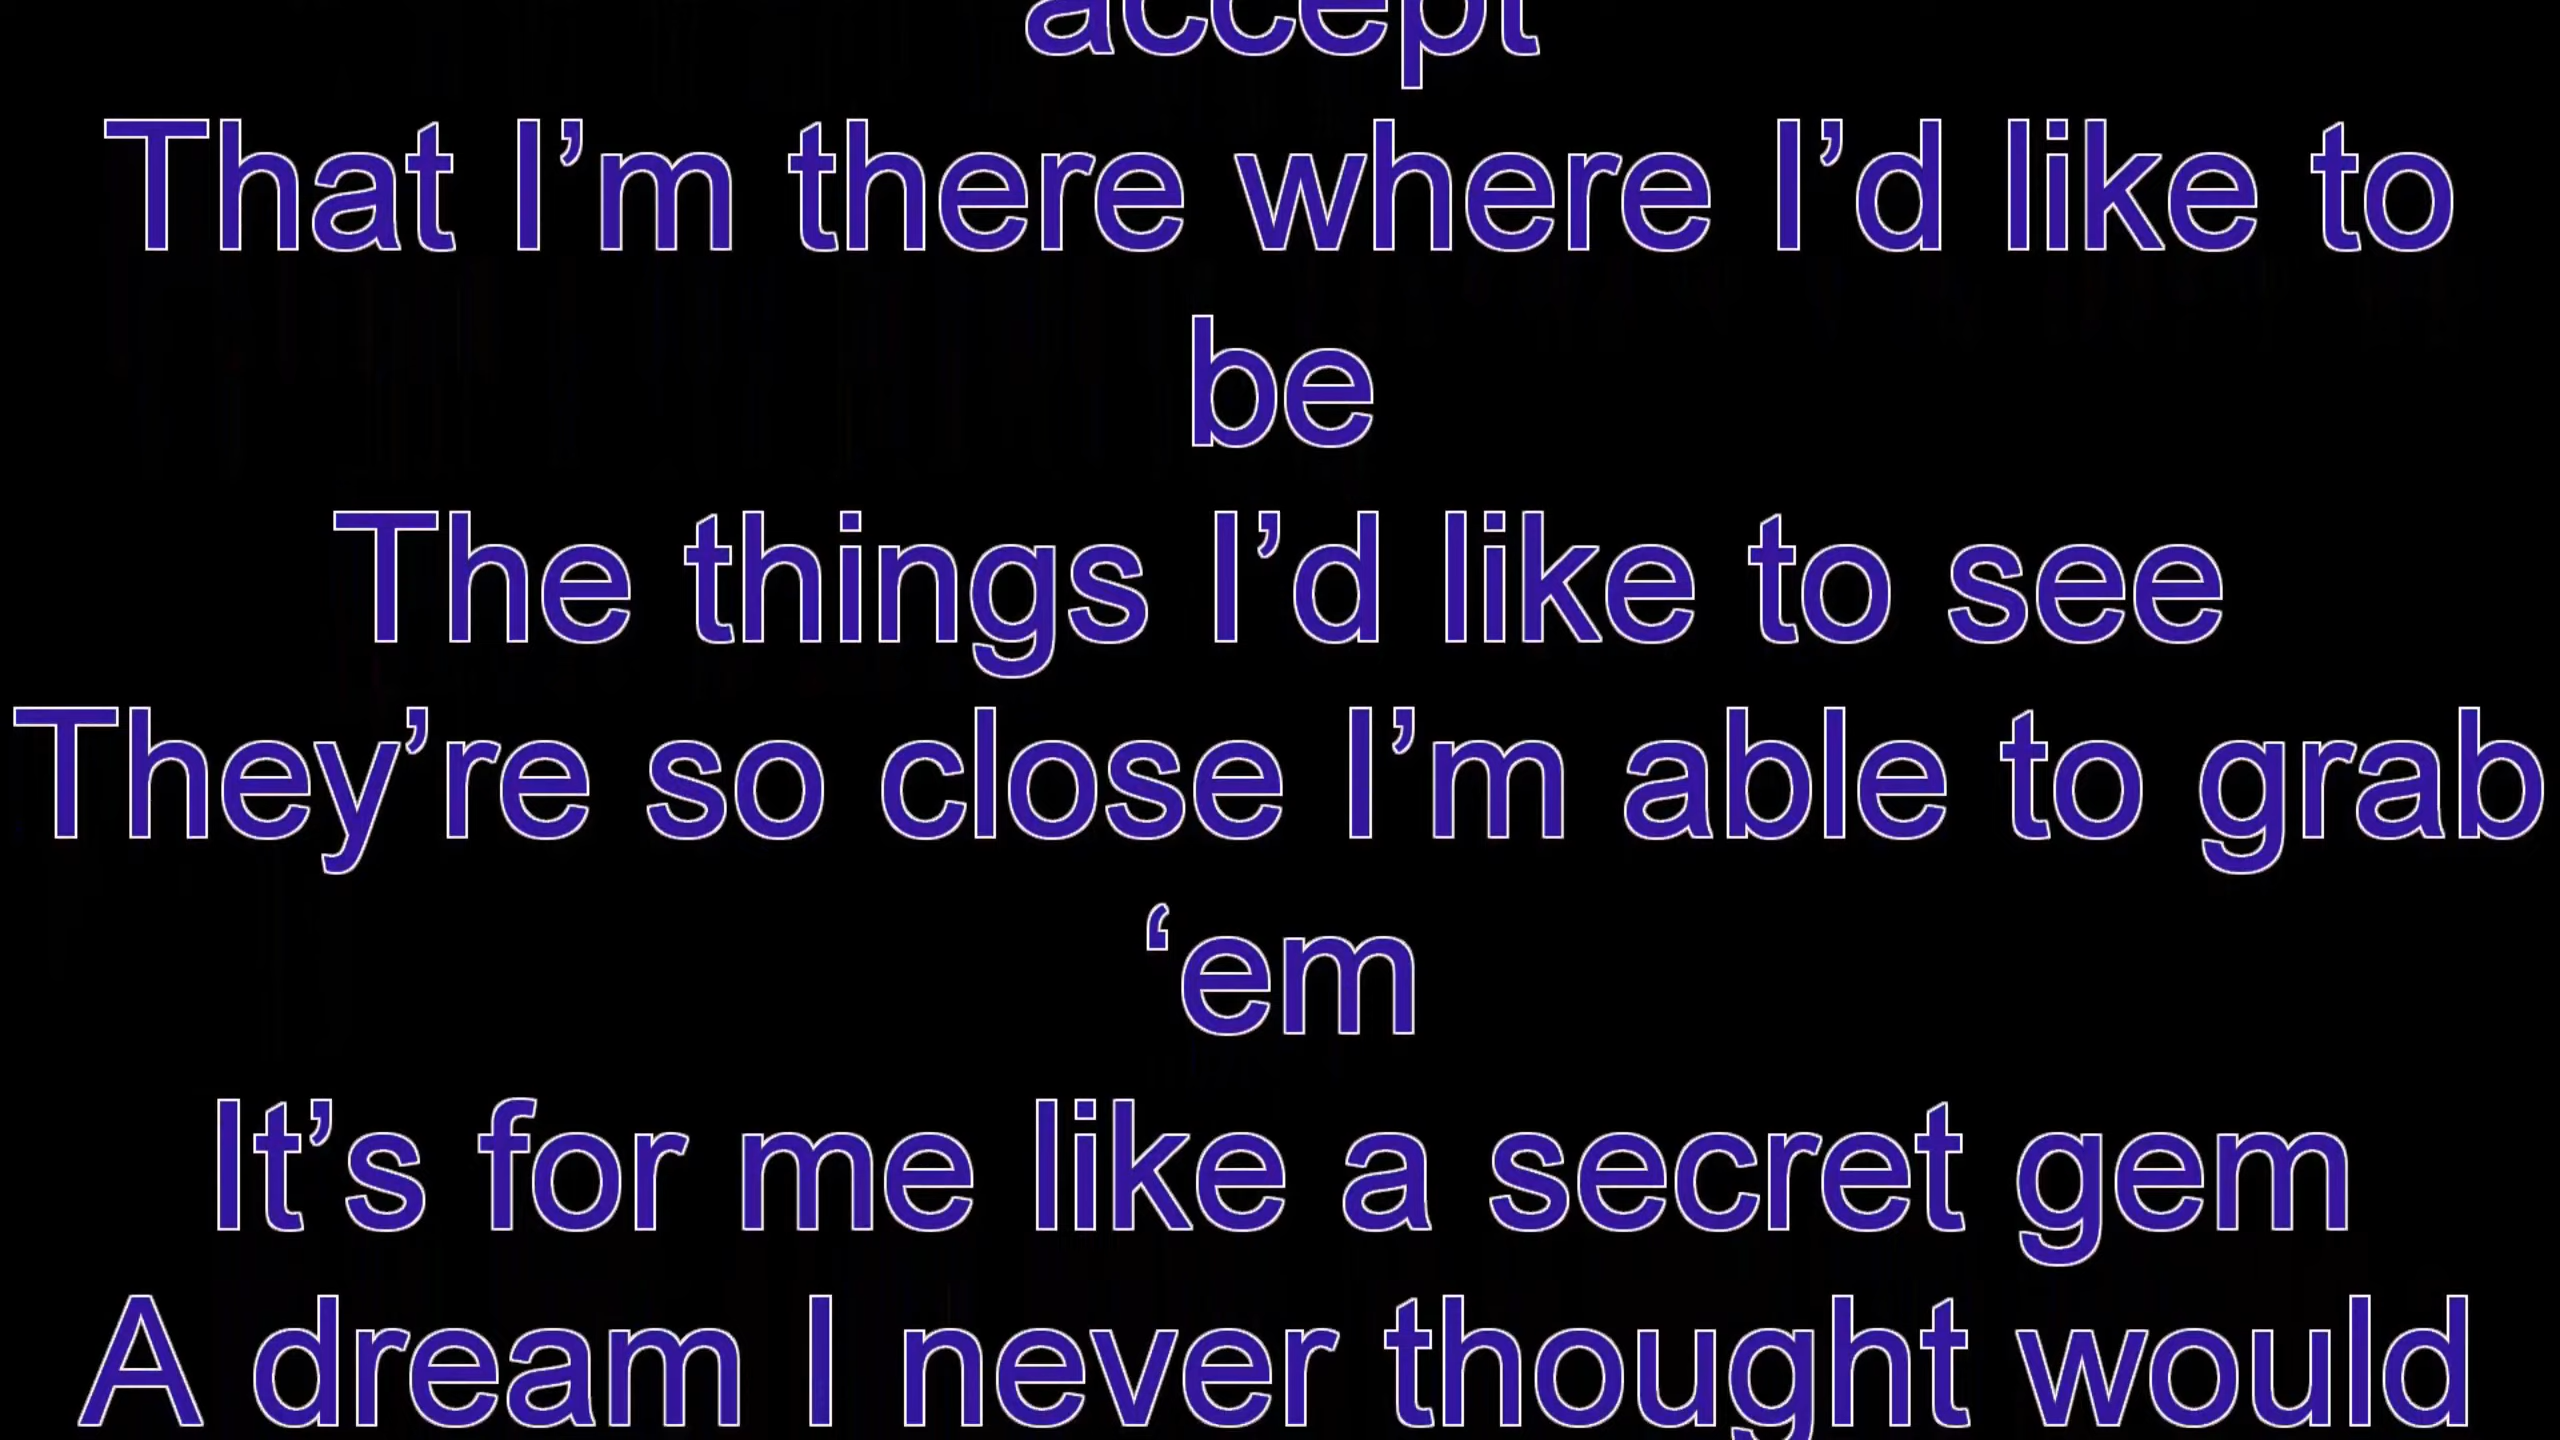 accept
That I’m there where I’d like to
be
The things I’d like to see
They’re so close I’m able to grab
‘em
It’s for me like a secret gem
A dream I never thought would